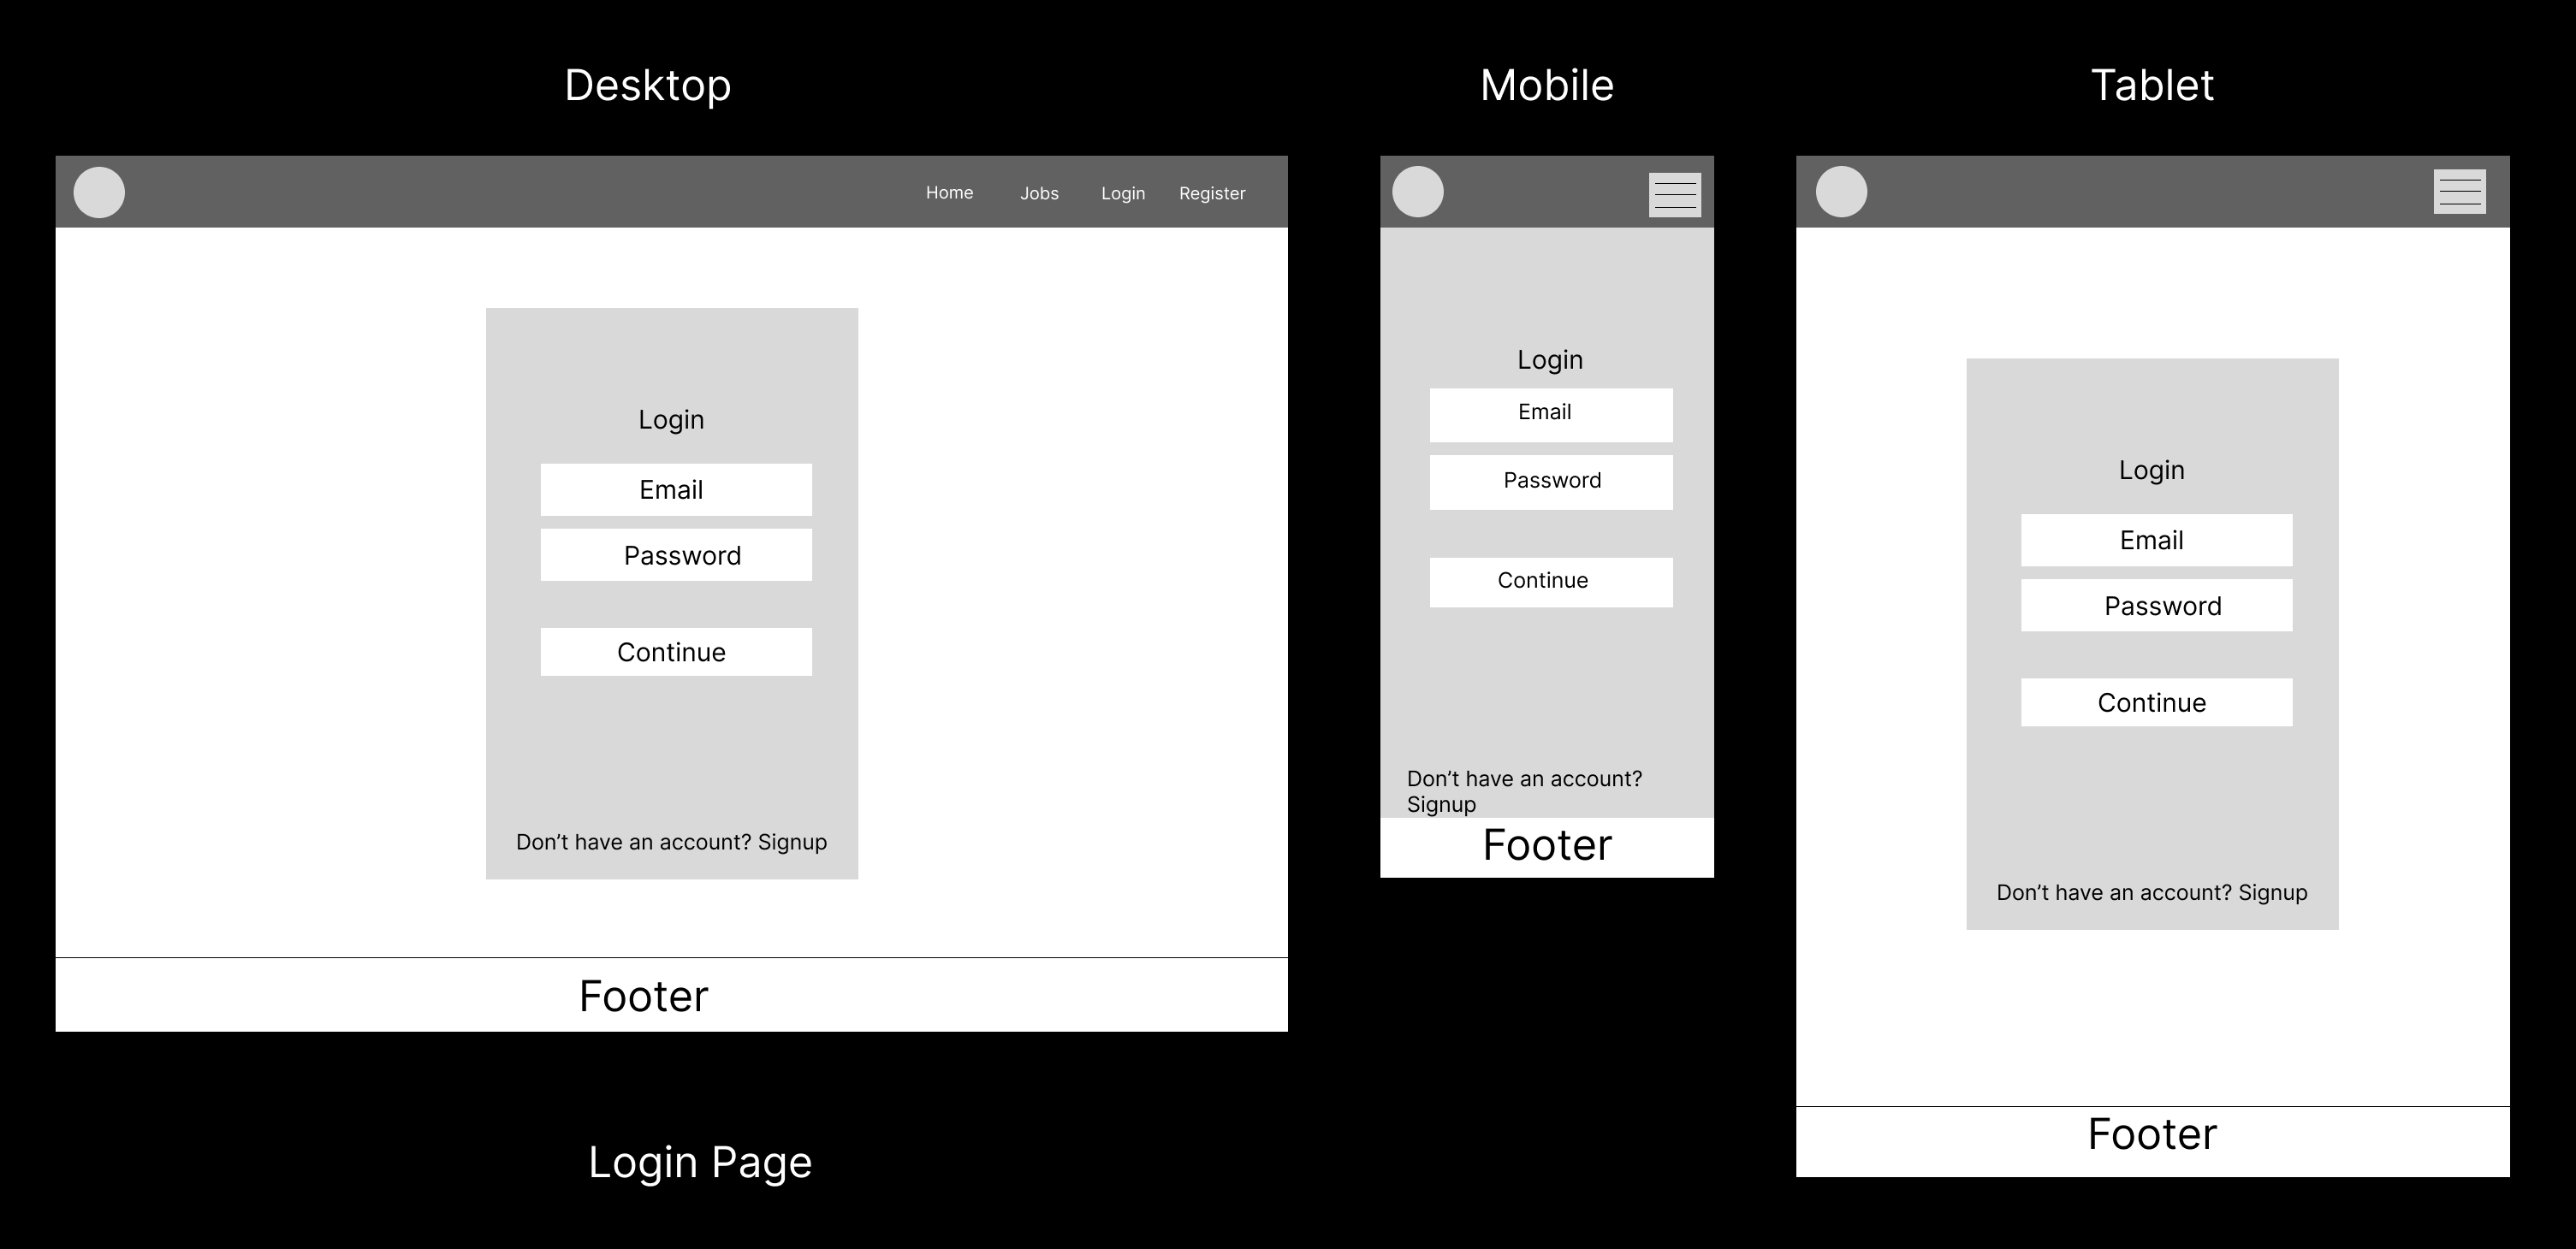 Desktop
Home Jobs Login Register
Login
Email
Password
Continue
Don’t have an account? Signup
Footer
Login Page
Mobile
Login
Email
Password
Continue
Don’t have an account?
Signup
Footer
Tablet
Login
Email
Password
Continue
Don’t have an account? Signup
Footer